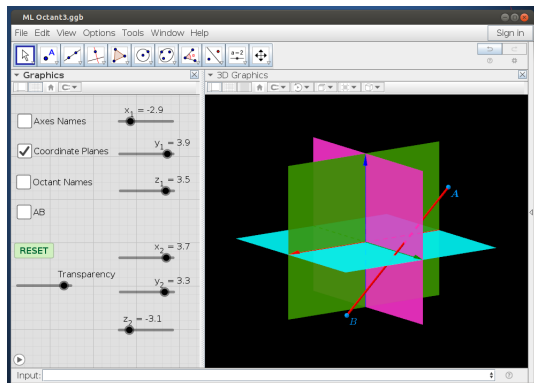 ML Octant3.ggb
File Edit View Options Tools Window Help
Sign in
A
a=2
Graphics
3D Graphics
Axes Names
x1 = -2.9
Coordinate Planes
y1 = 3.9
Octant Names
z1 = 3.5
AB
RESET
x2 = 3.7
Transparency
y2 = 3.3
z2 = -3.1
A
B
Input: